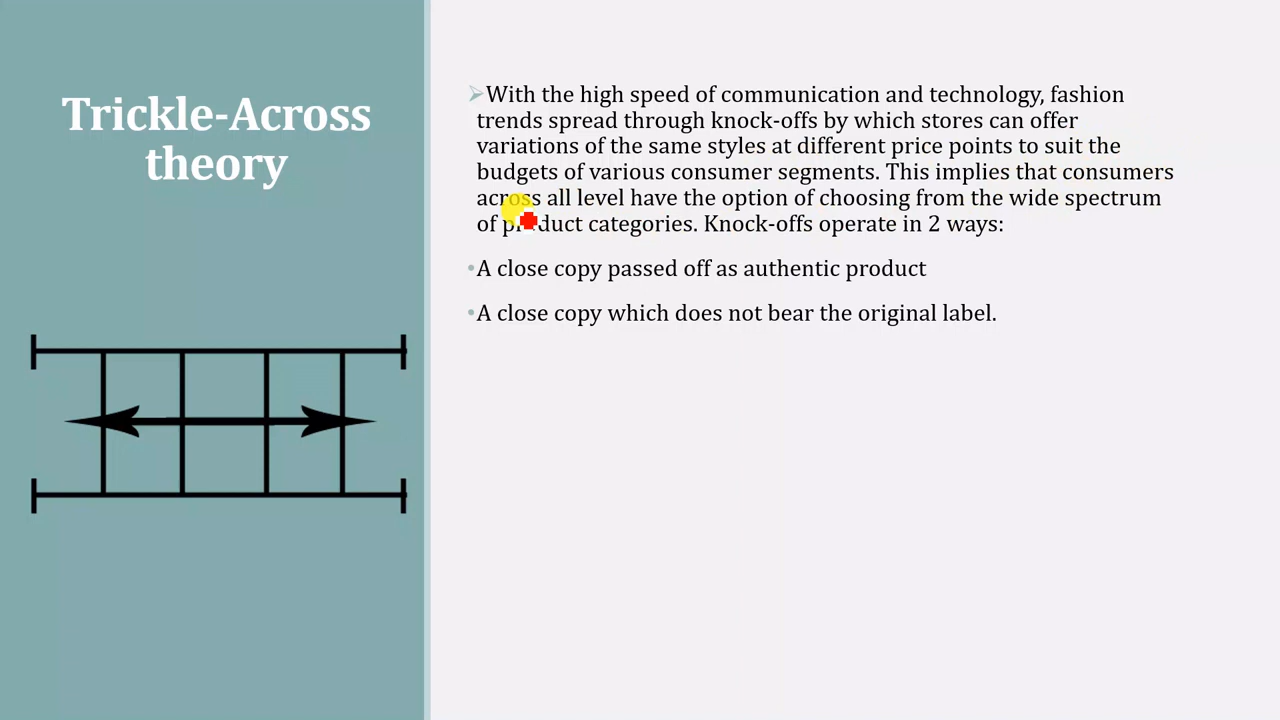 Trickle-Across
theory
➢With the high speed of communication and technology, fashion
trends spread through knock-offs by which stores can offer
variations of the same styles at different price points to suit the
budgets of various consumer segments. This implies that consumers
across all level have the option of choosing from the wide spectrum
of product categories. Knock-offs operate in 2 ways:
•A close copy passed off as authentic product
•A close copy which does not bear the original label.